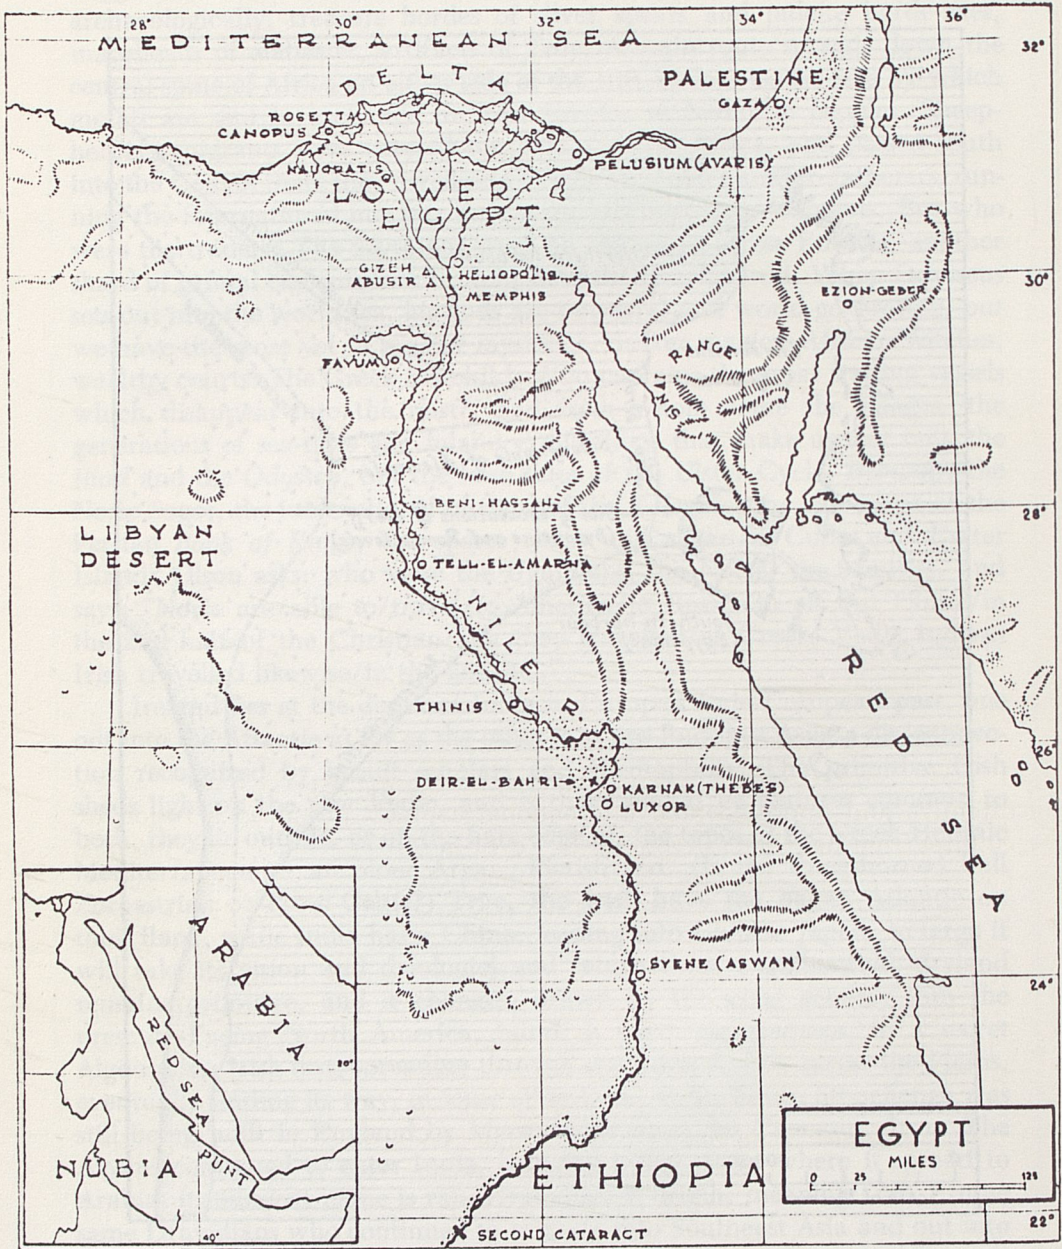 28° 30° 32° 34° 36°
MEDITERRANEAN SEA
32°
DELTA
PALESTINE
GAZA
ROSETTA
CANOPUS
PELUSIUM (AVARIS)
NAUCRATIS
LOWER
EGYPT
GIZEH
ABUSIR
HELIOPOLIS
MEMPHIS
30°
EZION-GEBER
FAYUM
SINIATIC RANGE
BENI-HASSAN
28°
LIBYAN
DESERT
TELL-EL-AMARNA
NILE R.
RED SEA
THINIS
26°
DEIR-EL-BAHRI
KARNAK (THEBES)
LUXOR
SYENE (ASWAN)
24°
ARABIA
RED SEA
20°
NUBIA
PUNT
40°
ETHIOPIA
EGYPT
MILES
0 25 125
22°
SECOND CATARACT